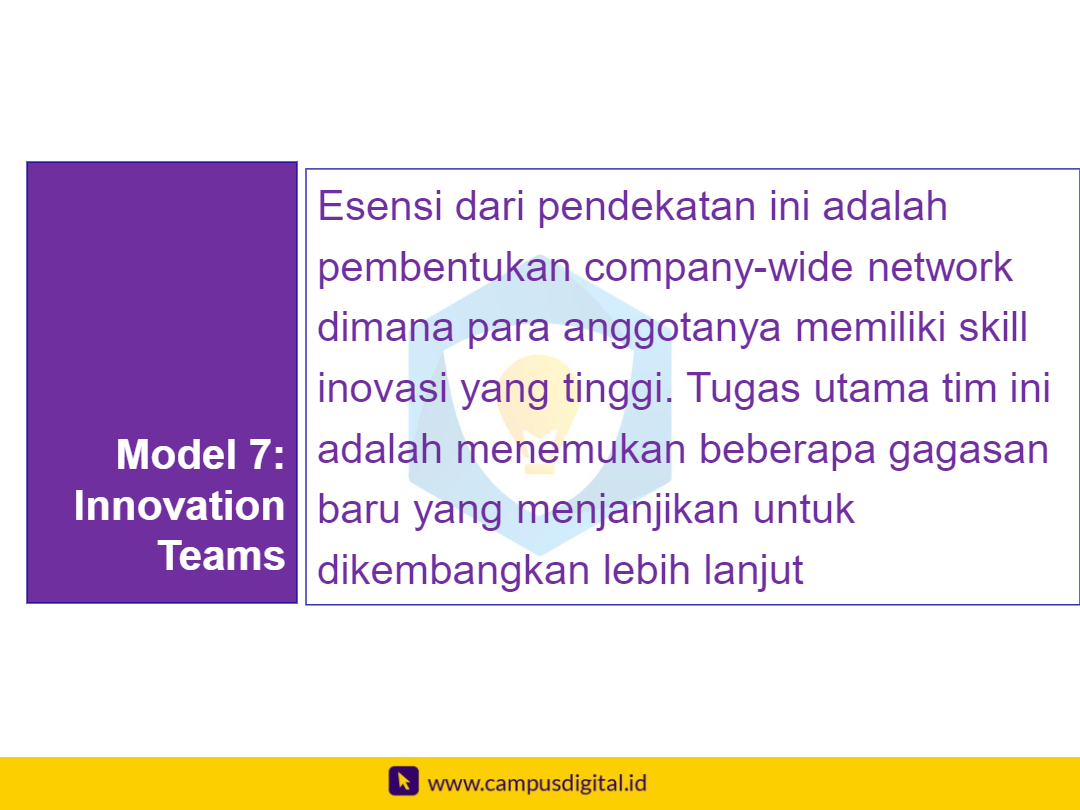 Model 7:
Innovation
Teams
Esensi dari pendekatan ini adalah
pembentukan company-wide network
dimana para anggotanya memiliki skill
inovasi yang tinggi. Tugas utama tim ini
adalah menemukan beberapa gagasan
baru yang menjanjikan untuk
dikembangkan lebih lanjut
www.campusdigital.id